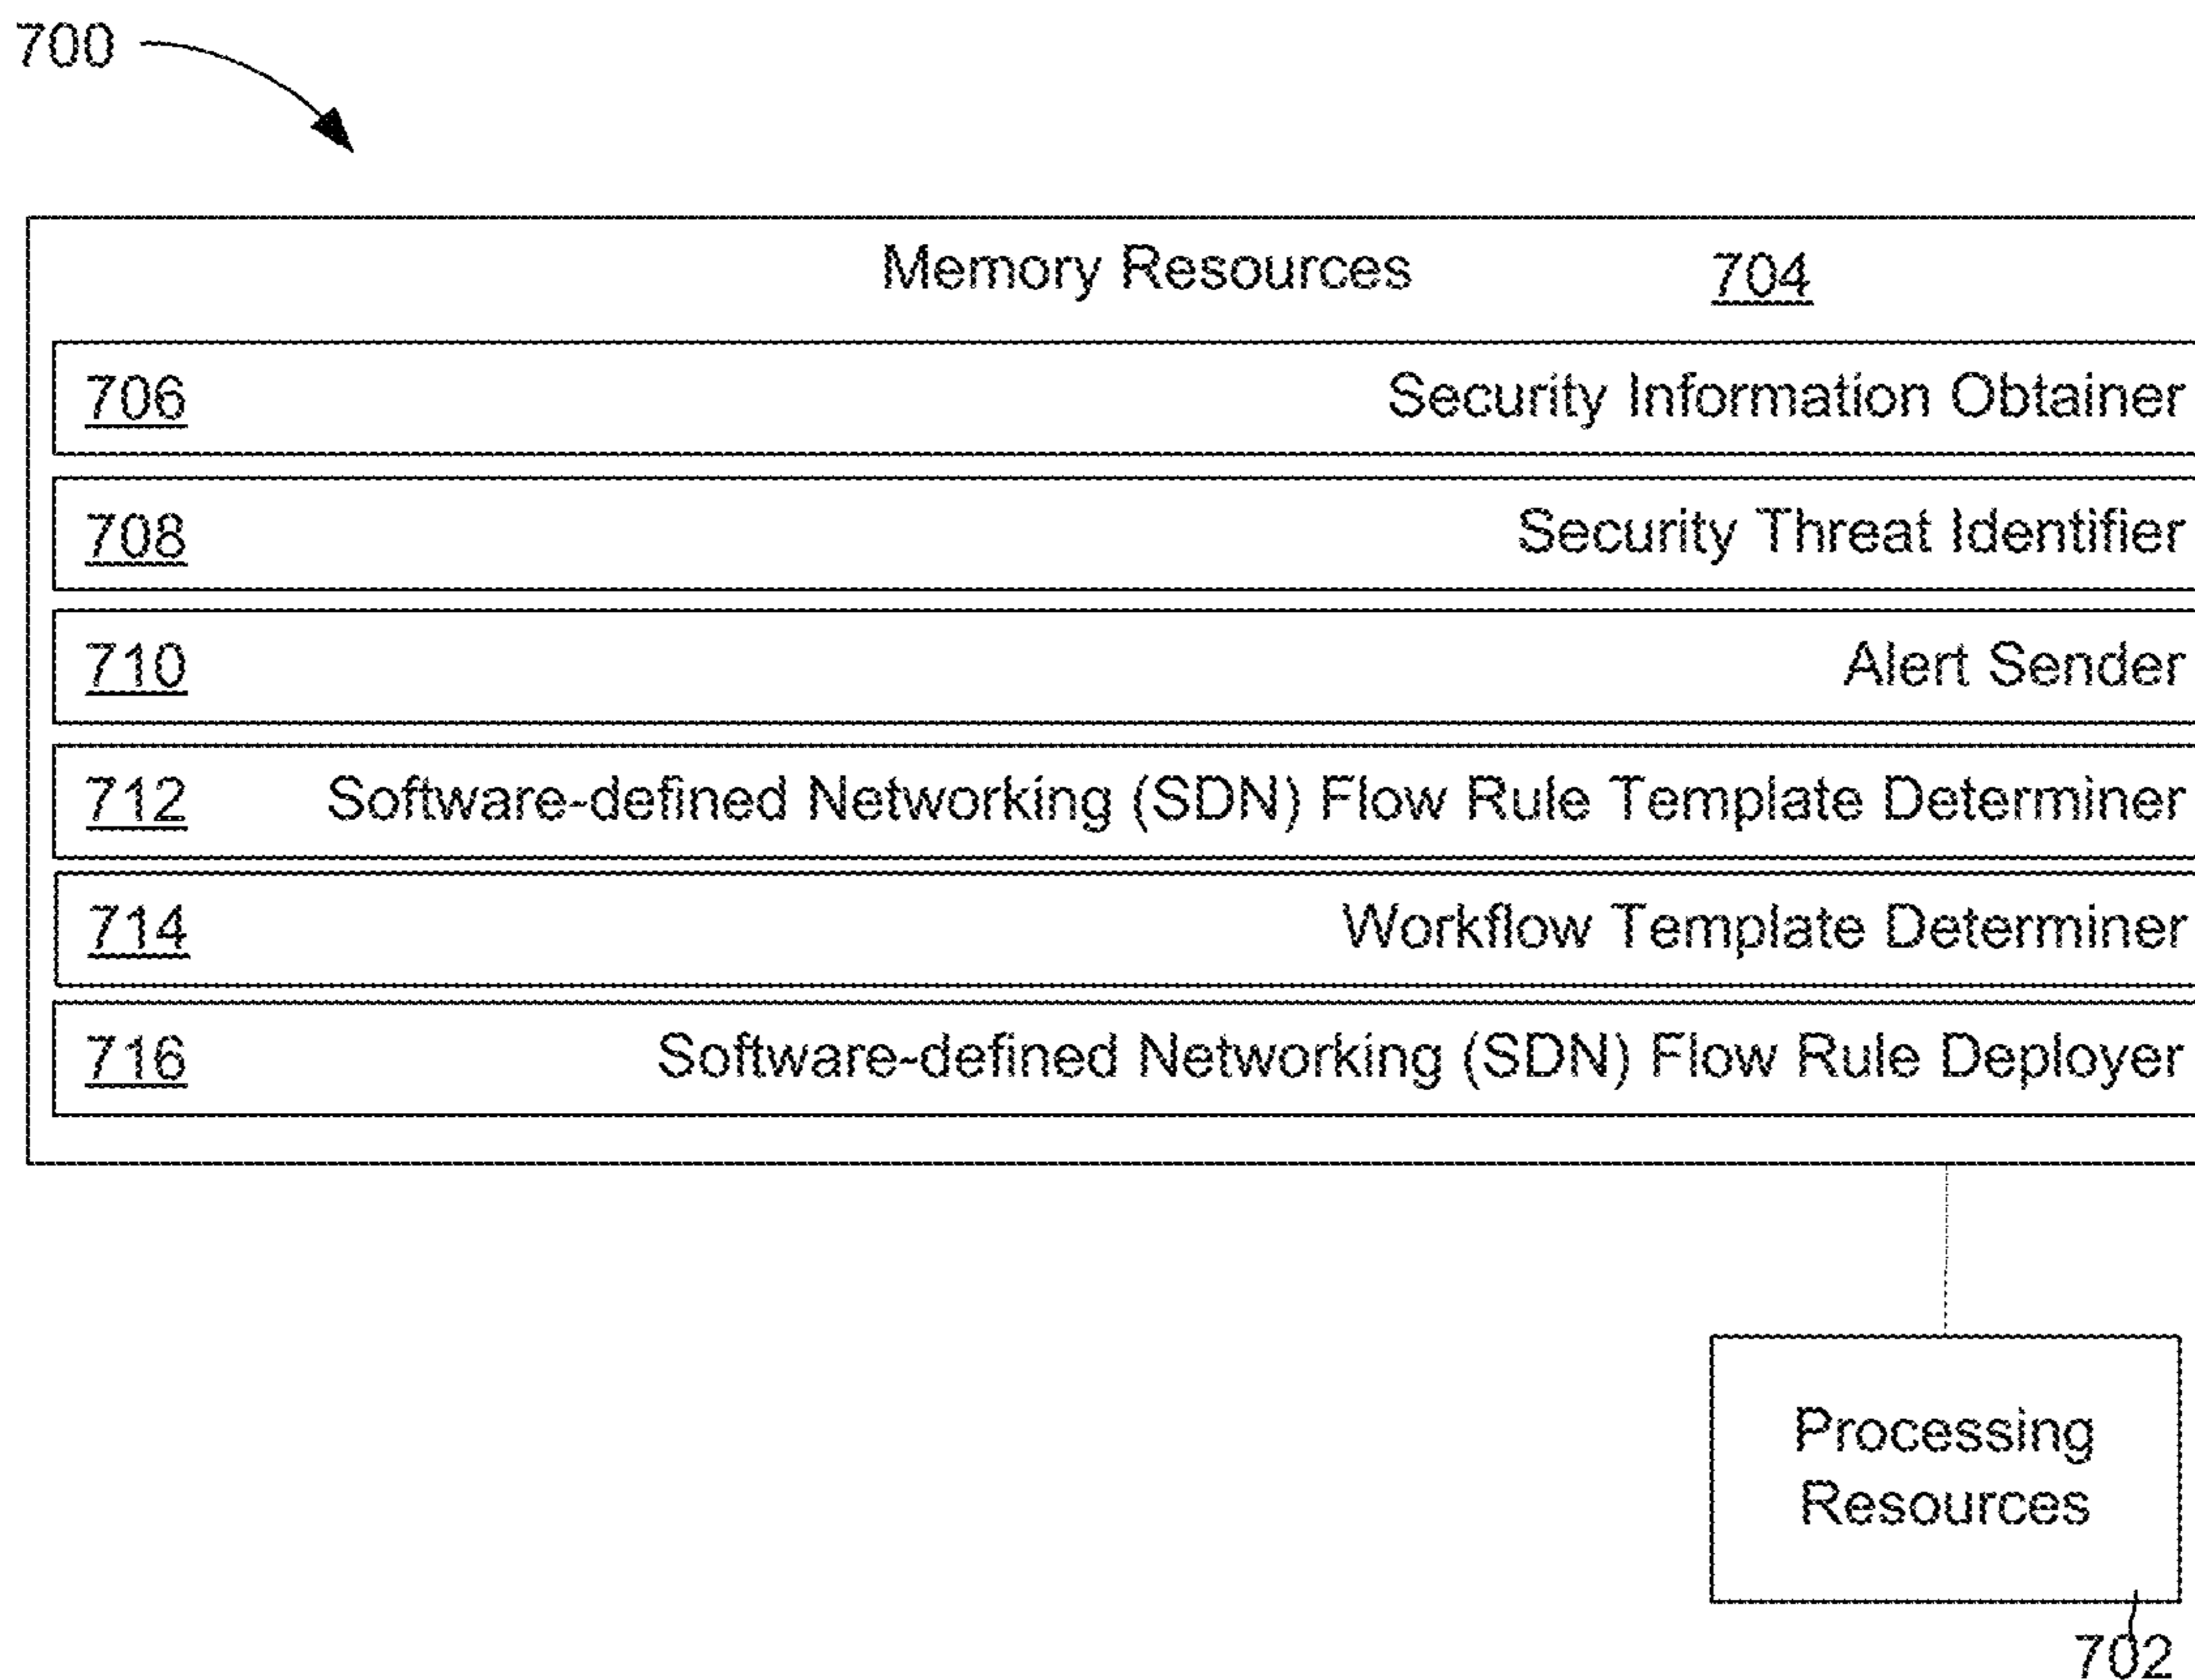 700
Memory Resources 704
706 Security Information Obtainer
708 Security Threat Identifier
710 Alert Sender
712 Software-defined Networking (SDN) Flow Rule Template Determiner
714 Workflow Template Determiner
716 Software-defined Networking (SDN) Flow Rule Deployer
Processing
Resources
702